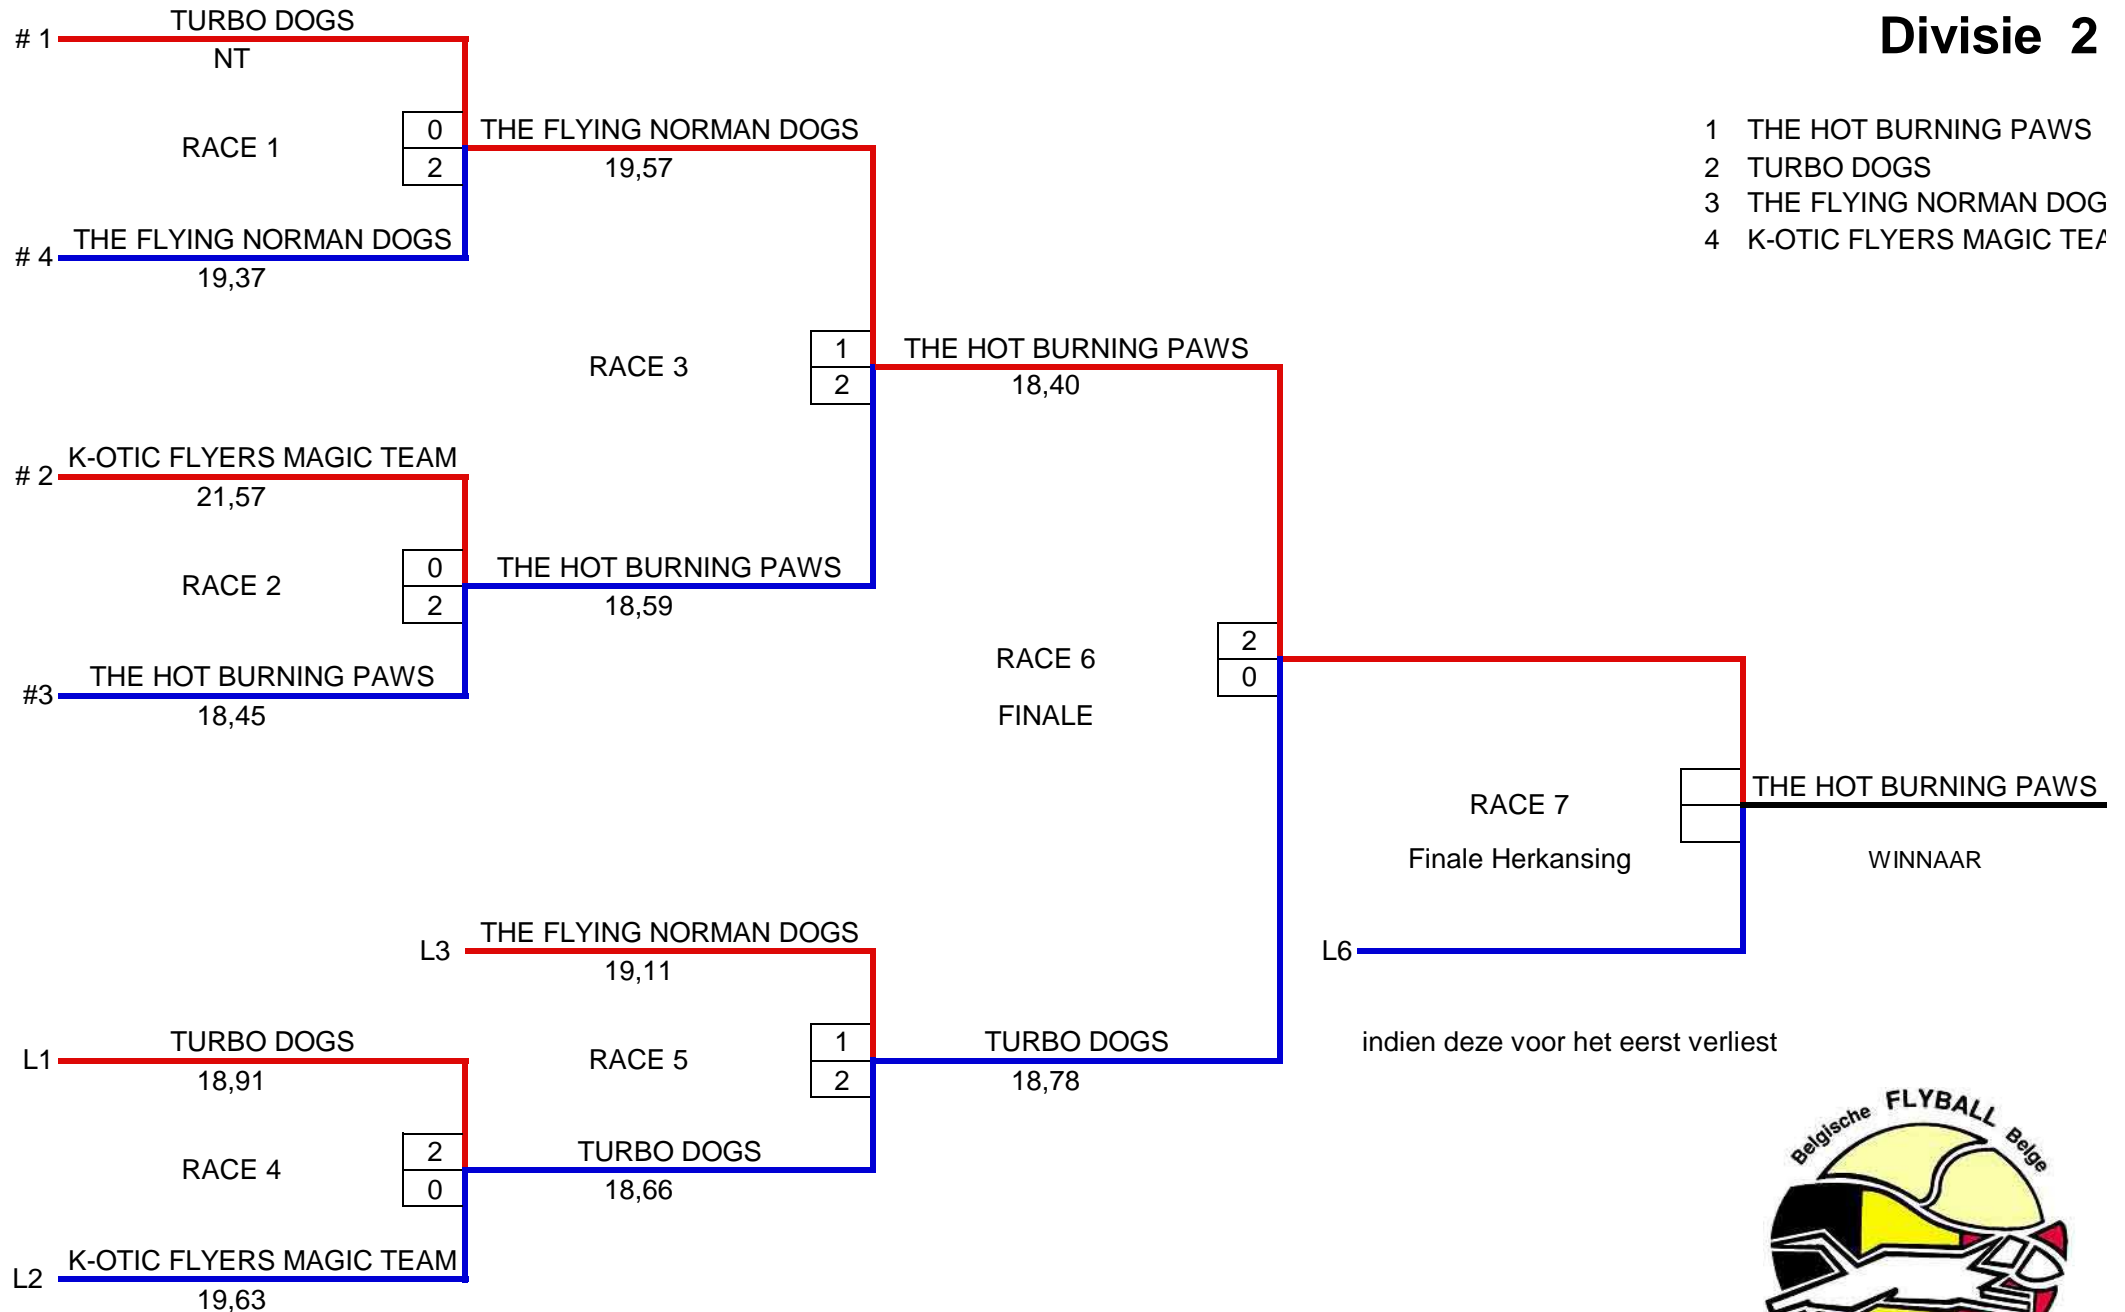 Divisie 2
1 THE HOT BURNING PAWS
2 TURBO DOGS
3 THE FLYING NORMAN DOG
4 K-OTIC FLYERS MAGIC TEA
# 1 TURBO DOGS
NT
RACE 1
0
2
# 4 THE FLYING NORMAN DOGS
19,37
THE FLYING NORMAN DOGS
19,57
RACE 3
1
2
# 2 K-OTIC FLYERS MAGIC TEAM
21,57
RACE 2
0
2
#3 THE HOT BURNING PAWS
18,45
THE HOT BURNING PAWS
18,59
THE HOT BURNING PAWS
18,40
RACE 6
FINALE
2
0
RACE 7
Finale Herkansing
THE HOT BURNING PAWS
WINNAAR
L6
indien deze voor het eerst verliest
L3 THE FLYING NORMAN DOGS
19,11
RACE 5
1
2
TURBO DOGS
18,78
L1 TURBO DOGS
18,91
RACE 4
2
0
TURBO DOGS
18,66
L2 K-OTIC FLYERS MAGIC TEAM
19,63
Belgische FLYBALL Belge